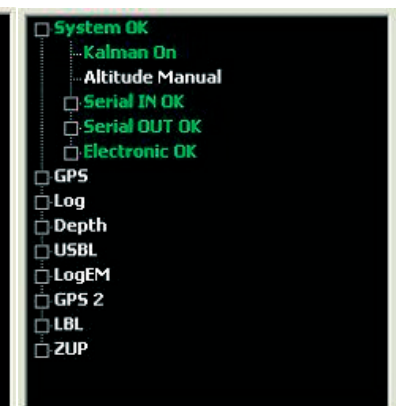 System OK
Kalman On
Altitude Manual
Serial IN OK
Serial OUT OK
Electronic OK
GPS
Log
Depth
USBL
LogEM
GPS 2
LBL
ZUP